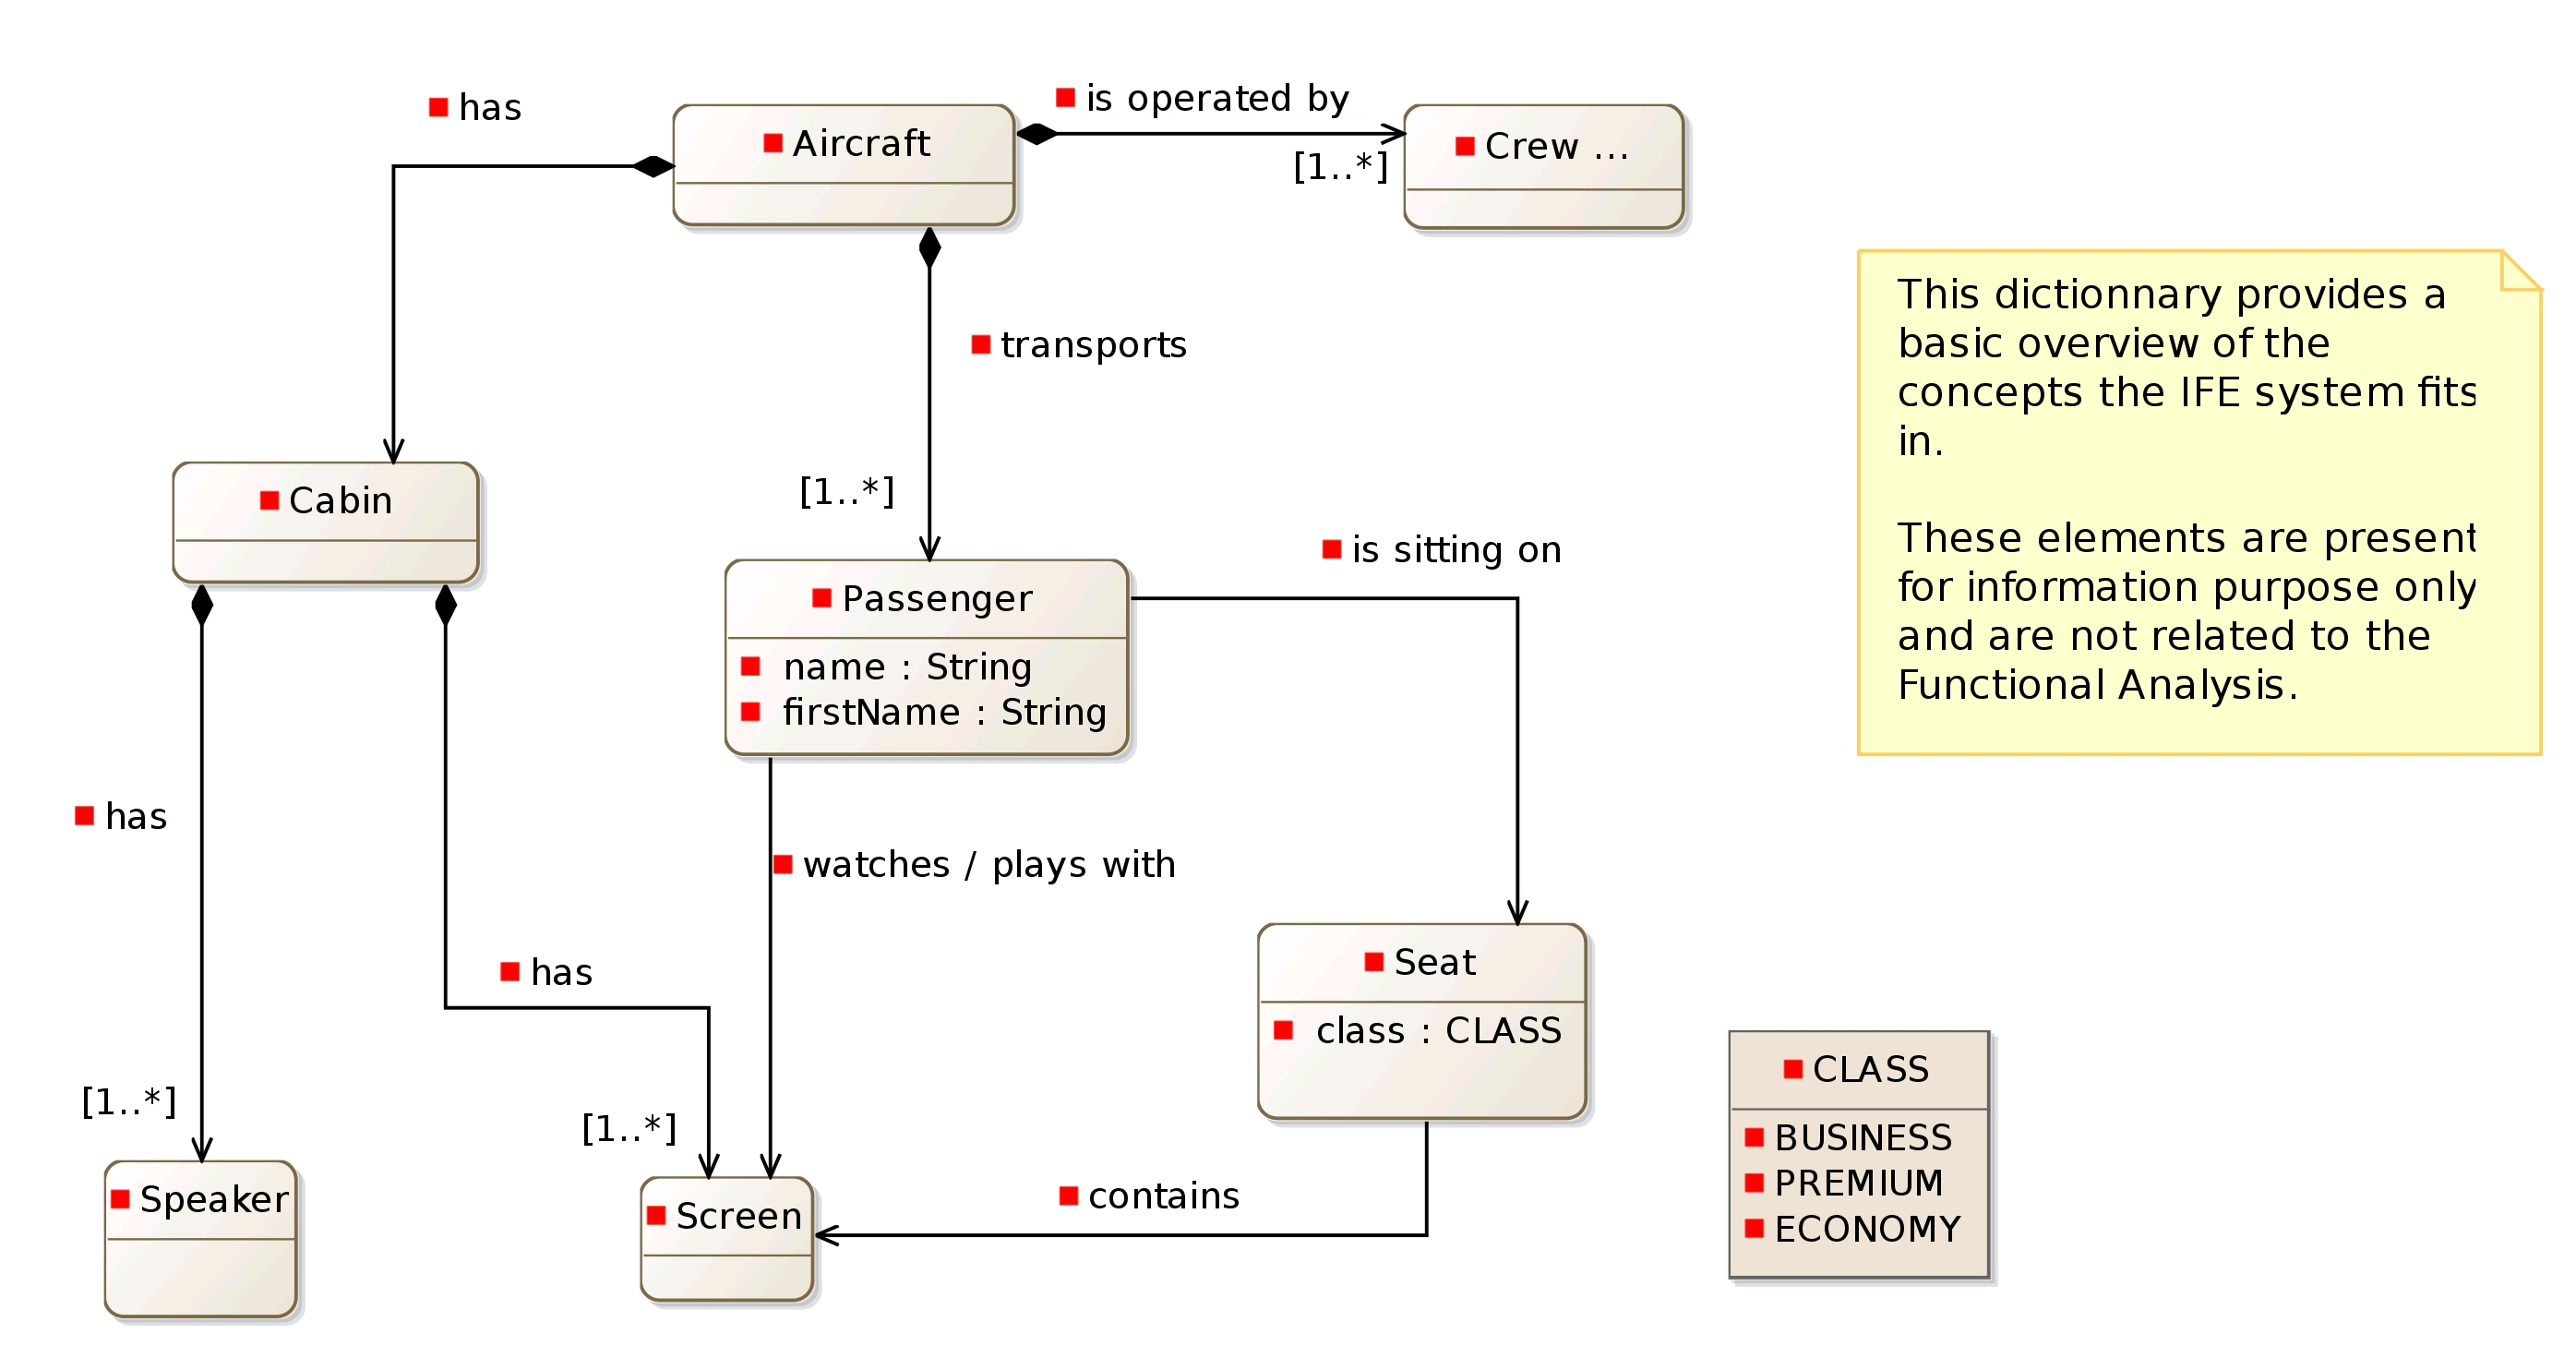 has
is operated by
Aircraft
Crew ...
[1..*]
transports
This dictionnary provides a
basic overview of the
concepts the IFE system fits
in.
These elements are present
for information purpose only
and are not related to the
Functional Analysis.
Cabin
[1..*]
is sitting on
Passenger
name : String
firstName : String
has
watches / plays with
has
Seat
class : CLASS
CLASS
BUSINESS
PREMIUM
ECONOMY
[1..*]
[1..*]
Speaker
Screen
contains